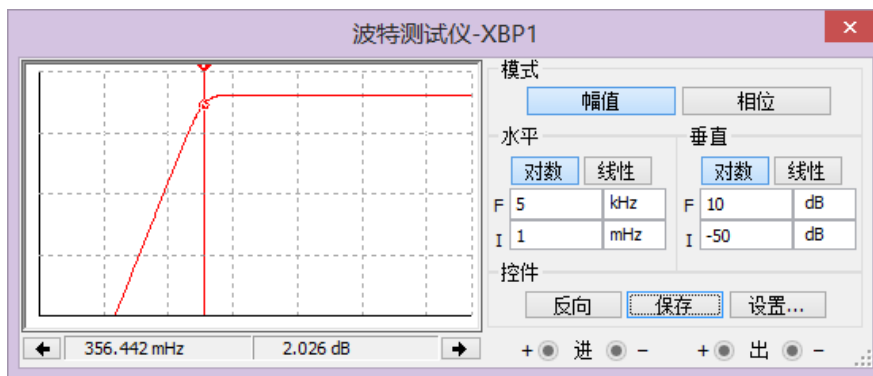 波特测试仪-XBP1
模式
幅值 相位
水平 垂直
对数 线性 对数 线性
F 5 kHz F 10 dB
I 1 mHz I -50 dB
控件
反向 保存 设置...
356.442 mHz 2.026 dB + 进 − + 出 −